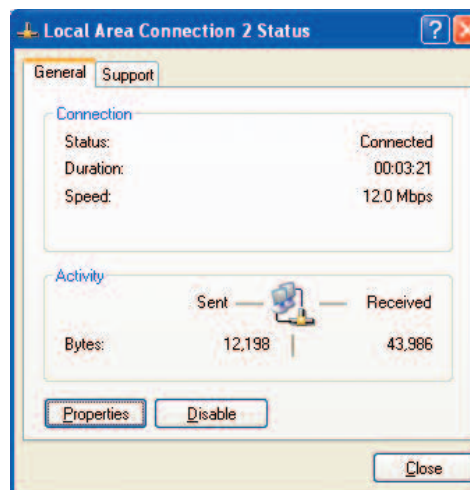 Local Area Connection 2 Status
General Support
Connection
Status: Connected
Duration: 00:03:21
Speed: 12.0 Mbps
Activity
Sent Received
Bytes: 12,198 43,986
Properties Disable
Close